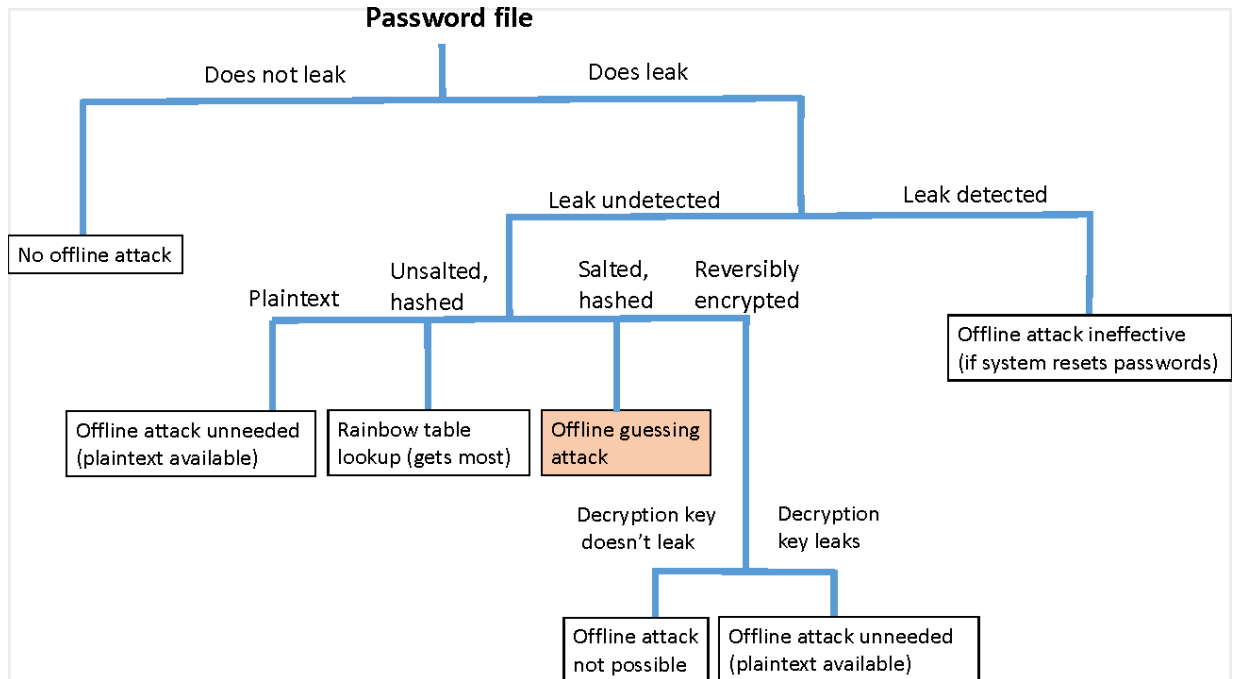 Password file
Does not leak
Does leak
Leak undetected
Leak detected
No offline attack
Unsalted,
hashed
Salted,
hashed
Reversibly
encrypted
Plaintext
Offline attack ineffective
(if system resets passwords)
Offline attack unneeded
(plaintext available)
Rainbow table
lookup (gets most)
Offline guessing
attack
Decryption key
doesn’t leak
Decryption
key leaks
Offline attack
not possible
Offline attack unneeded
(plaintext available)